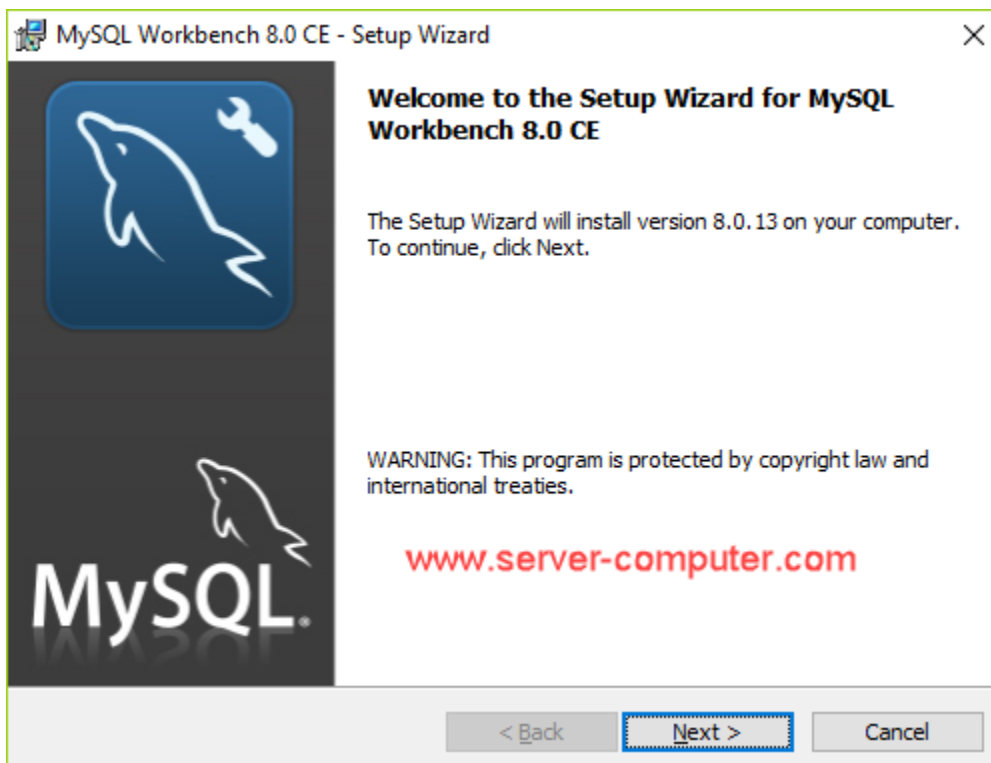 MySQL Workbench 8.0 CE - Setup Wizard
Welcome to the Setup Wizard for MySQL
Workbench 8.0 CE
The Setup Wizard will install version 8.0.13 on your computer.
To continue, click Next.
WARNING: This program is protected by copyright law and
international treaties.
www.server-computer.com
MySQL®
< Back
Next >
Cancel